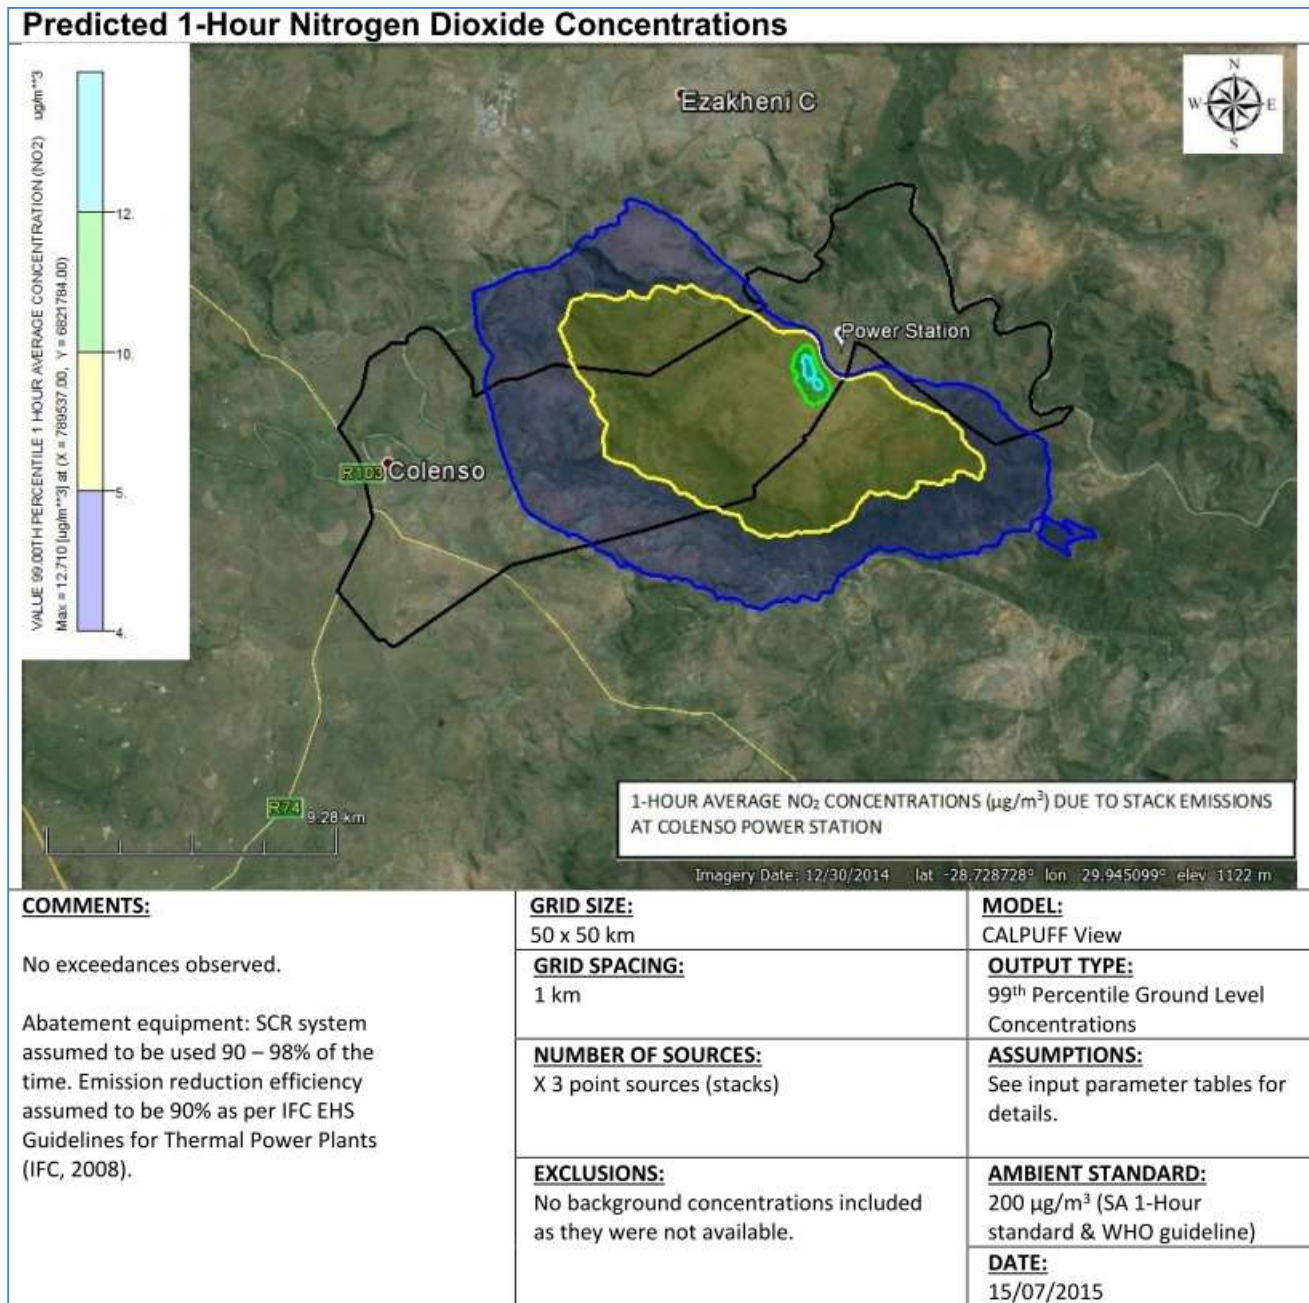 Predicted 1-Hour Nitrogen Dioxide Concentrations
VALUE 99.00TH PERCENTILE 1 HOUR AVERAGE CONCENTRATION (NO2) ug/m**3
Max = 12.710 [ug/m**3] at (X = 789537.00, Y = 6821784.00)
12.
10.
5.
4.
Ezakheni C
N
W
E
S
Power Station
R103
Colenso
R74
9.28 km
1-HOUR AVERAGE NO₂ CONCENTRATIONS (µg/m³) DUE TO STACK EMISSIONS
AT COLENSO POWER STATION
Imagery Date: 12/30/2014 lat -28.728728° lon 29.945099° elev 1122 m
COMMENTS:
No exceedances observed.
Abatement equipment: SCR system
assumed to be used 90 – 98% of the
time. Emission reduction efficiency
assumed to be 90% as per IFC EHS
Guidelines for Thermal Power Plants
(IFC, 2008).
GRID SIZE:
50 x 50 km
GRID SPACING:
1 km
NUMBER OF SOURCES:
X 3 point sources (stacks)
EXCLUSIONS:
No background concentrations included
as they were not available.
MODEL:
CALPUFF View
OUTPUT TYPE:
99th Percentile Ground Level
Concentrations
ASSUMPTIONS:
See input parameter tables for
details.
AMBIENT STANDARD:
200 µg/m³ (SA 1-Hour
standard & WHO guideline)
DATE:
15/07/2015